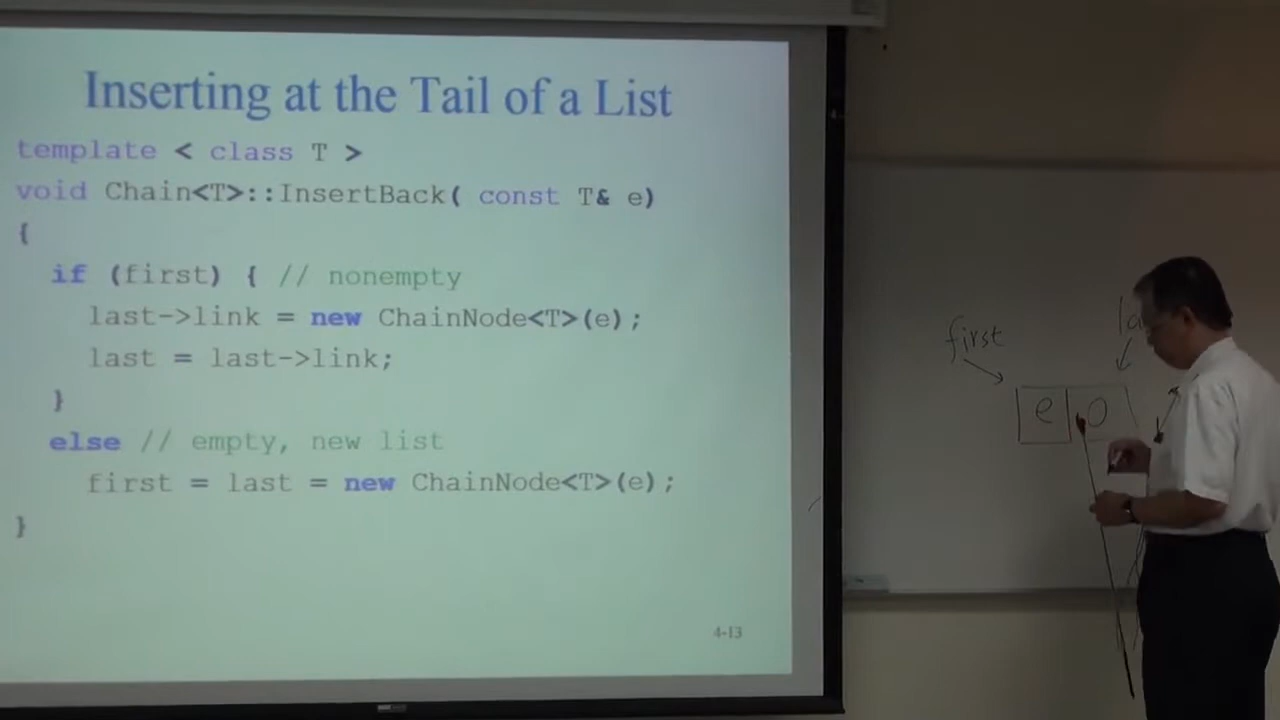 Inserting at the Tail of a List
template < class T >
void Chain<T>::InsertBack( const T& e)
{
if (first) { // nonempty
last->link = new ChainNode<T>(e);
last = last->link;
}
else // empty, new list
first = last = new ChainNode<T>(e);
}
4-13
first
e 0